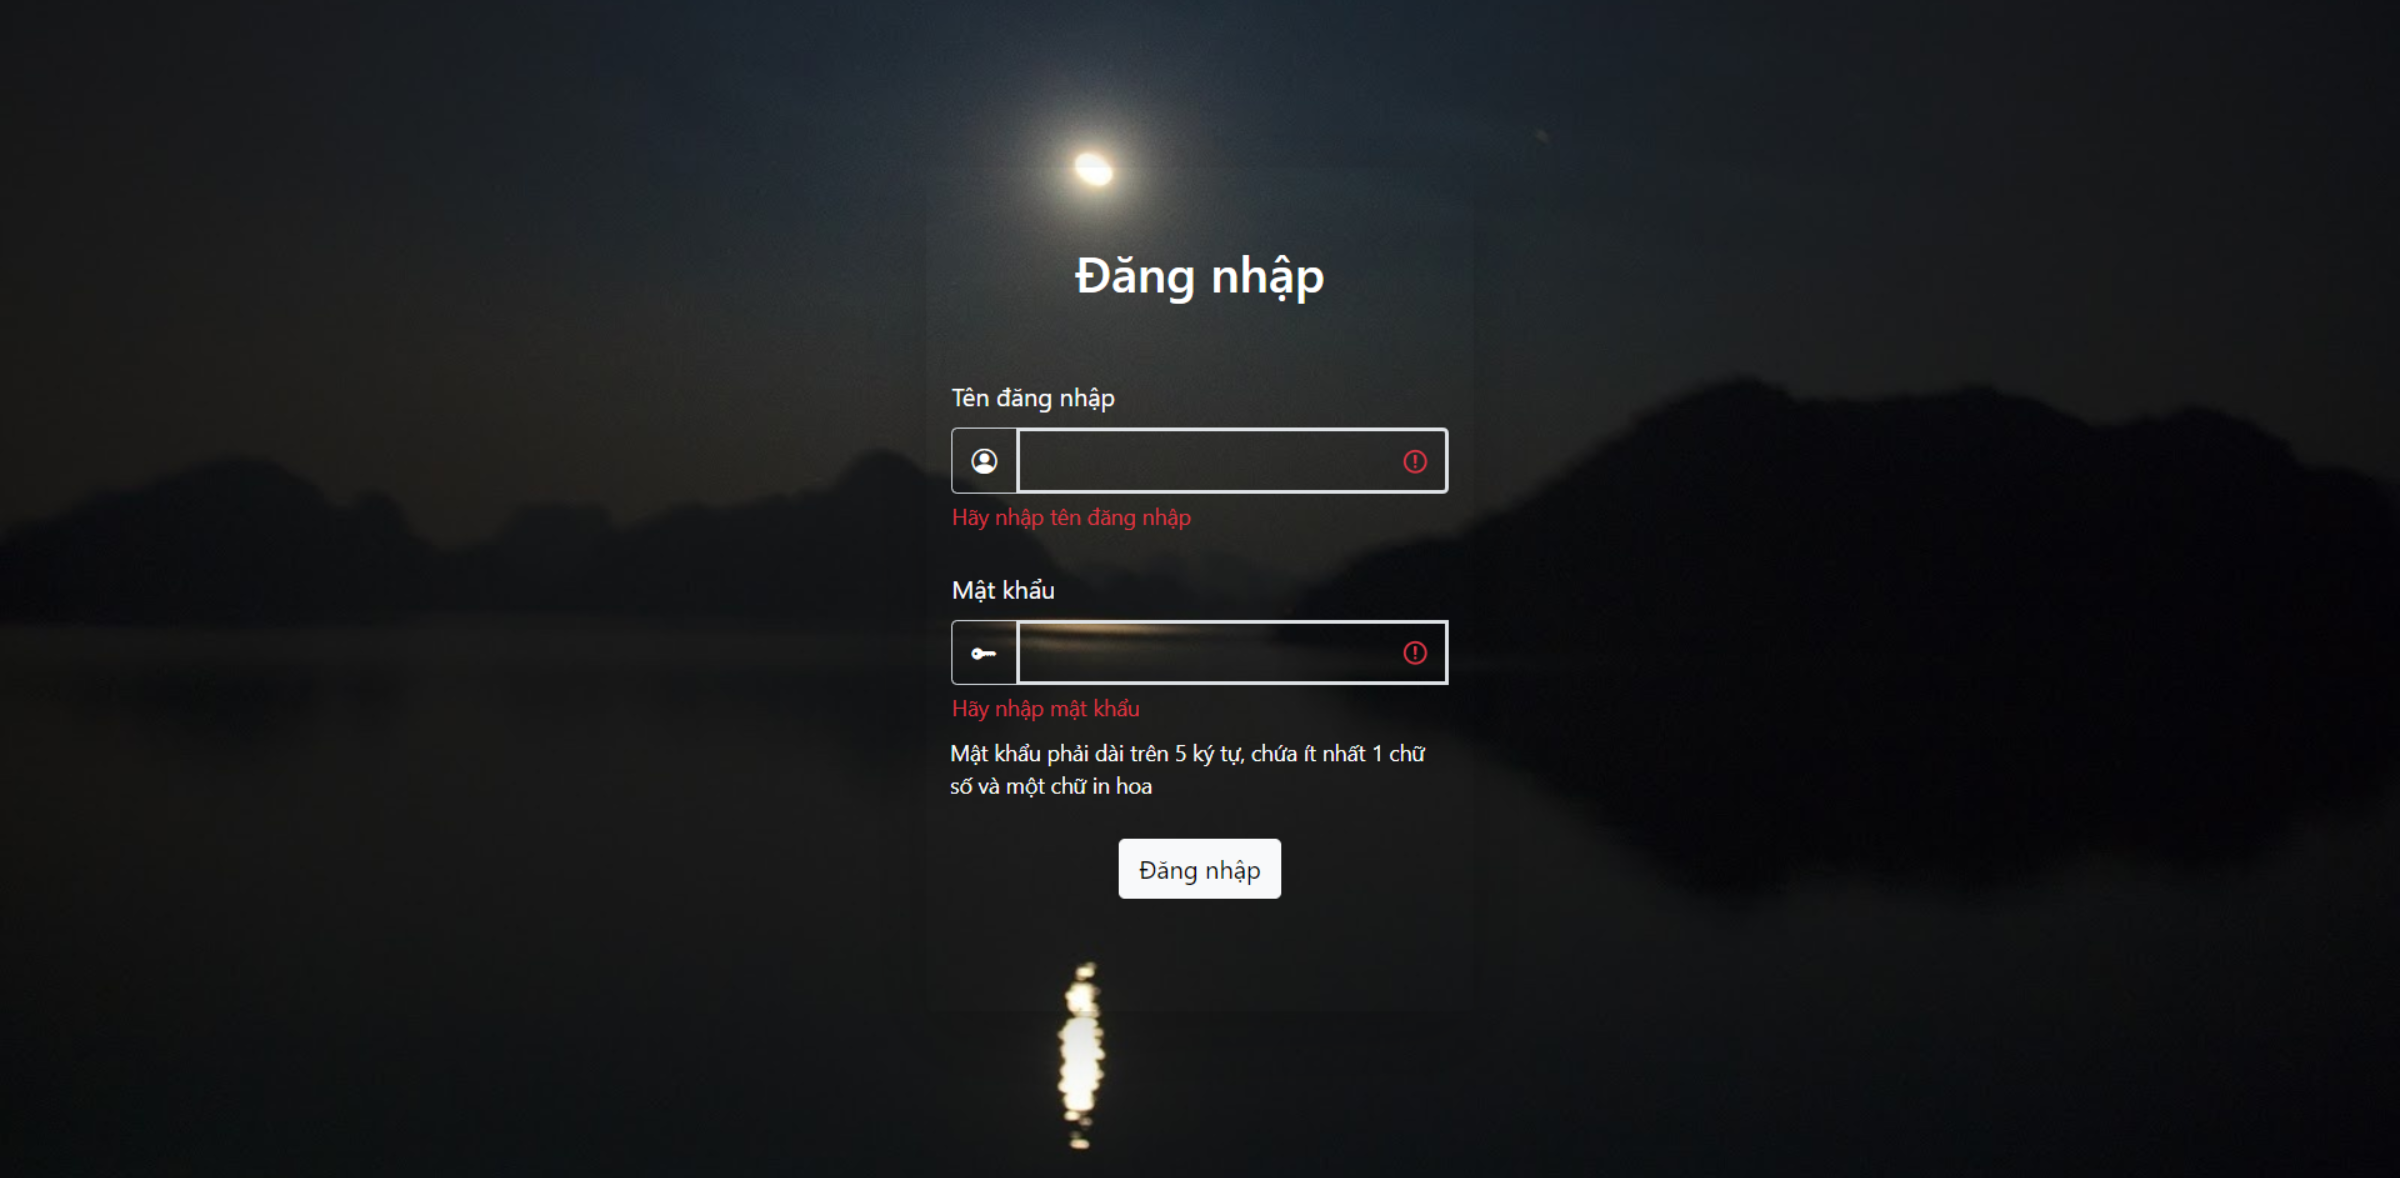 Đăng nhập
Tên đăng nhập
Hãy nhập tên đăng nhập
Mật khẩu
Hãy nhập mật khẩu
Mật khẩu phải dài trên 5 ký tự, chứa ít nhất 1 chữ
số và một chữ in hoa
Đăng nhập